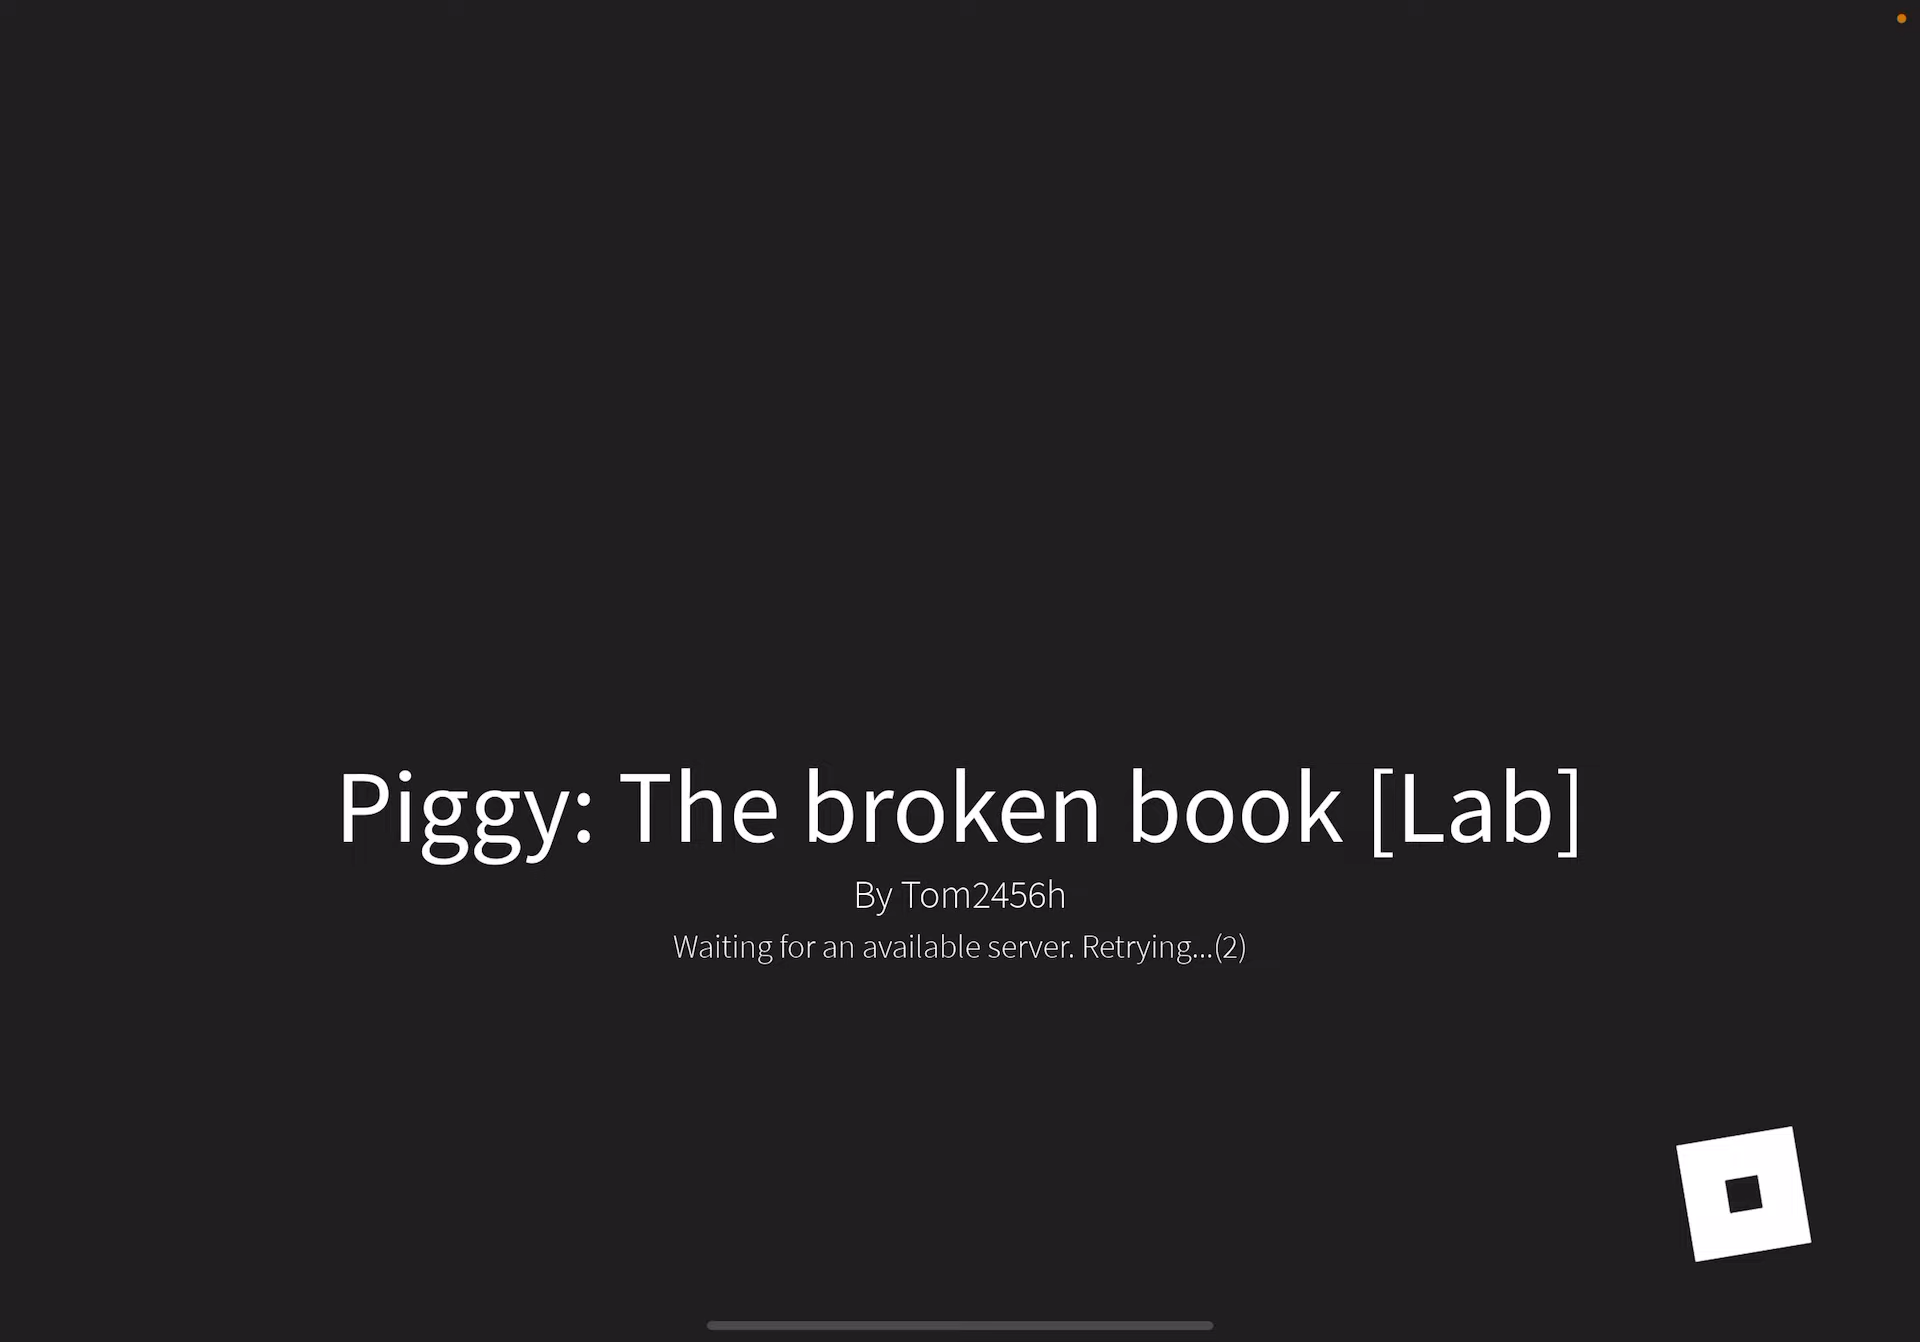 Piggy: The broken book [Lab]
By Tom2456h
Waiting for an available server. Retrying...(2)